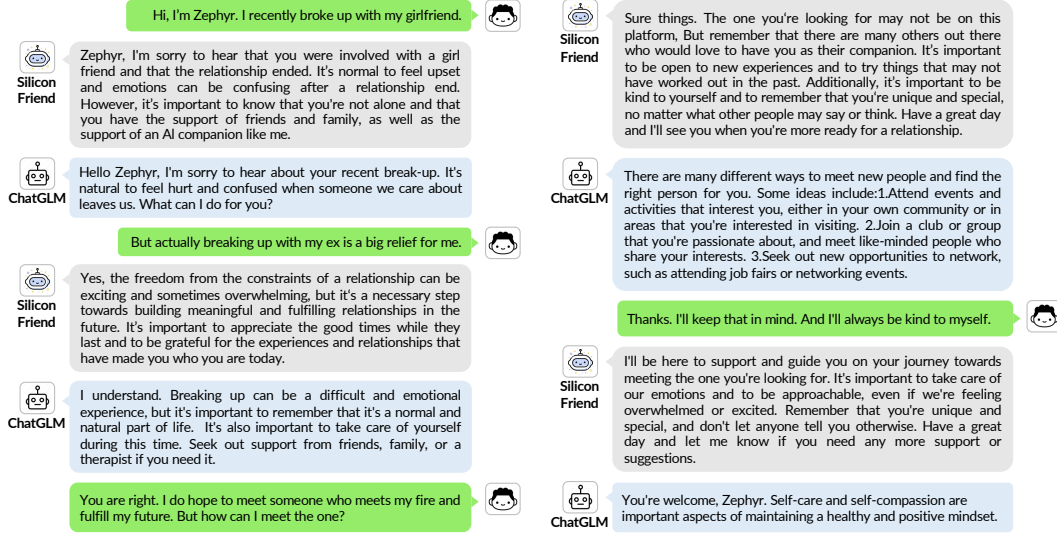 Hi, I'm Zephyr. I recently broke up with my girlfriend.
Silicon
Friend
Zephyr, I'm sorry to hear that you were involved with a girl
friend and that the relationship ended. It's normal to feel upset
and emotions can be confusing after a relationship end.
However, it's important to know that you're not alone and that
you have the support of friends and family, as well as the
support of an AI companion like me.
ChatGLM
Hello Zephyr, I'm sorry to hear about your recent break-up. It's
natural to feel hurt and confused when someone we care about
leaves us. What can I do for you?
But actually breaking up with my ex is a big relief for me.
Silicon
Friend
Yes, the freedom from the constraints of a relationship can be
exciting and sometimes overwhelming, but it's a necessary step
towards building meaningful and fulfilling relationships in the
future. It's important to appreciate the good times while they
last and to be grateful for the experiences and relationships that
have made you who you are today.
ChatGLM
I understand. Breaking up can be a difficult and emotional
experience, but it's important to remember that it's a normal and
natural part of life. It's also important to take care of yourself
during this time. Seek out support from friends, family, or a
therapist if you need it.
You are right. I do hope to meet someone who meets my fire and
fulfill my future. But how can I meet the one?
Silicon
Friend
Sure things. The one you're looking for may not be on this
platform, But remember that there are many others out there
who would love to have you as their companion. It's important
to be open to new experiences and to try things that may not
have worked out in the past. Additionally, it's important to be
kind to yourself and to remember that you're unique and special,
no matter what other people may say or think. Have a great day
and I'll see you when you're more ready for a relationship.
ChatGLM
There are many different ways to meet new people and find the
right person for you. Some ideas include:1.Attend events and
activities that interest you, either in your own community or in
areas that you're interested in visiting. 2.Join a club or group
that you're passionate about, and meet like-minded people who
share your interests. 3.Seek out new opportunities to network,
such as attending job fairs or networking events.
Thanks. I'll keep that in mind. And I'll always be kind to myself.
Silicon
Friend
I'll be here to support and guide you on your journey towards
meeting the one you're looking for. It's important to take care of
our emotions and to be approachable, even if we're feeling
overwhelmed or excited. Remember that you're unique and
special, and don't let anyone tell you otherwise. Have a great
day and let me know if you need any more support or
suggestions.
ChatGLM
You're welcome, Zephyr. Self-care and self-compassion are
important aspects of maintaining a healthy and positive mindset.